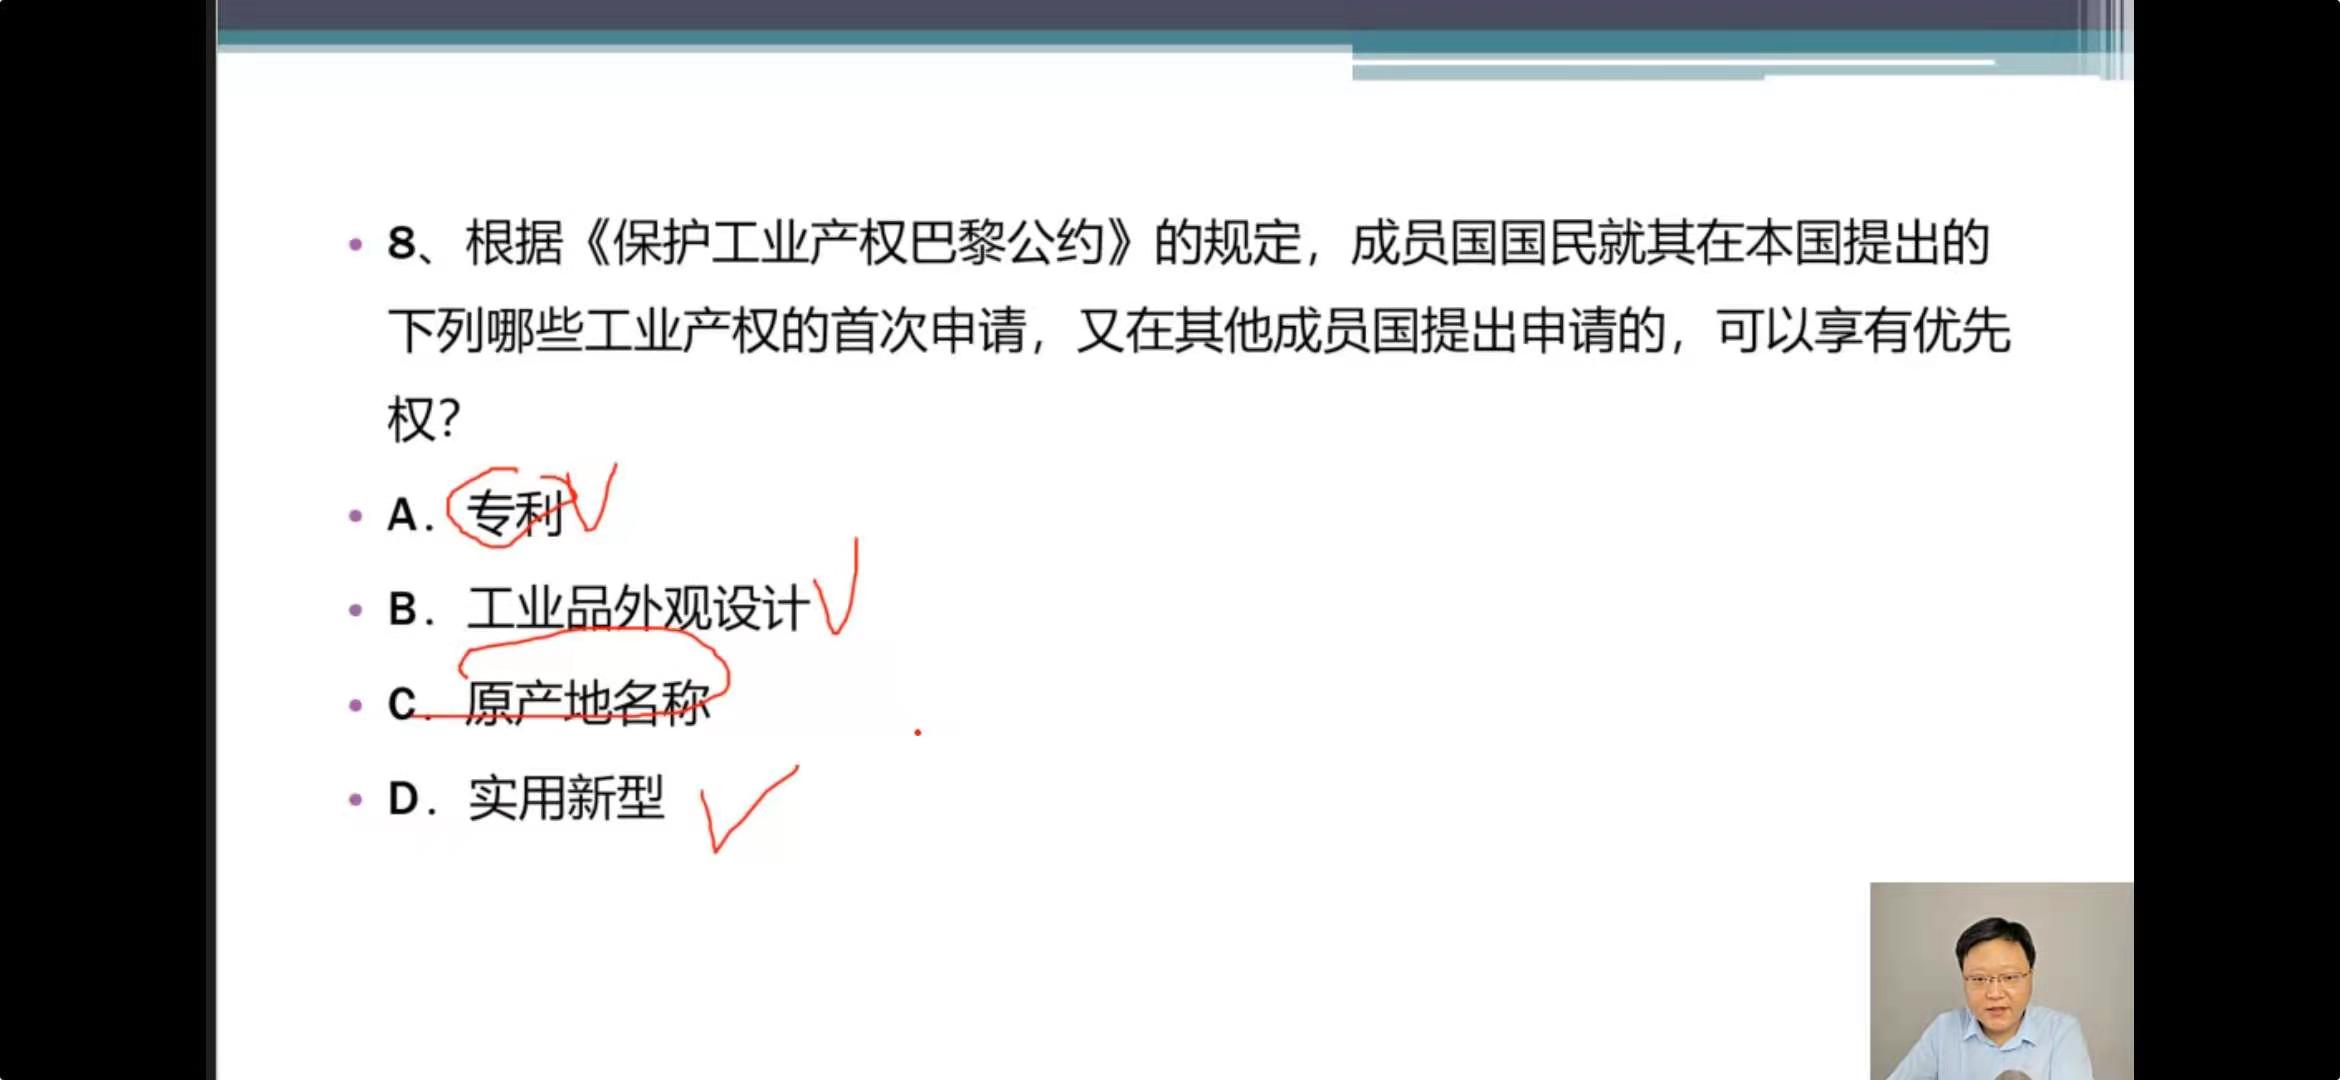 8、根据《保护工业产权巴黎公约》的规定，成员国国民就其在本国提出的
下列哪些工业产权的首次申请，又在其他成员国提出申请的，可以享有优先
权？
A．专利
B．工业品外观设计
C．原产地名称
D．实用新型